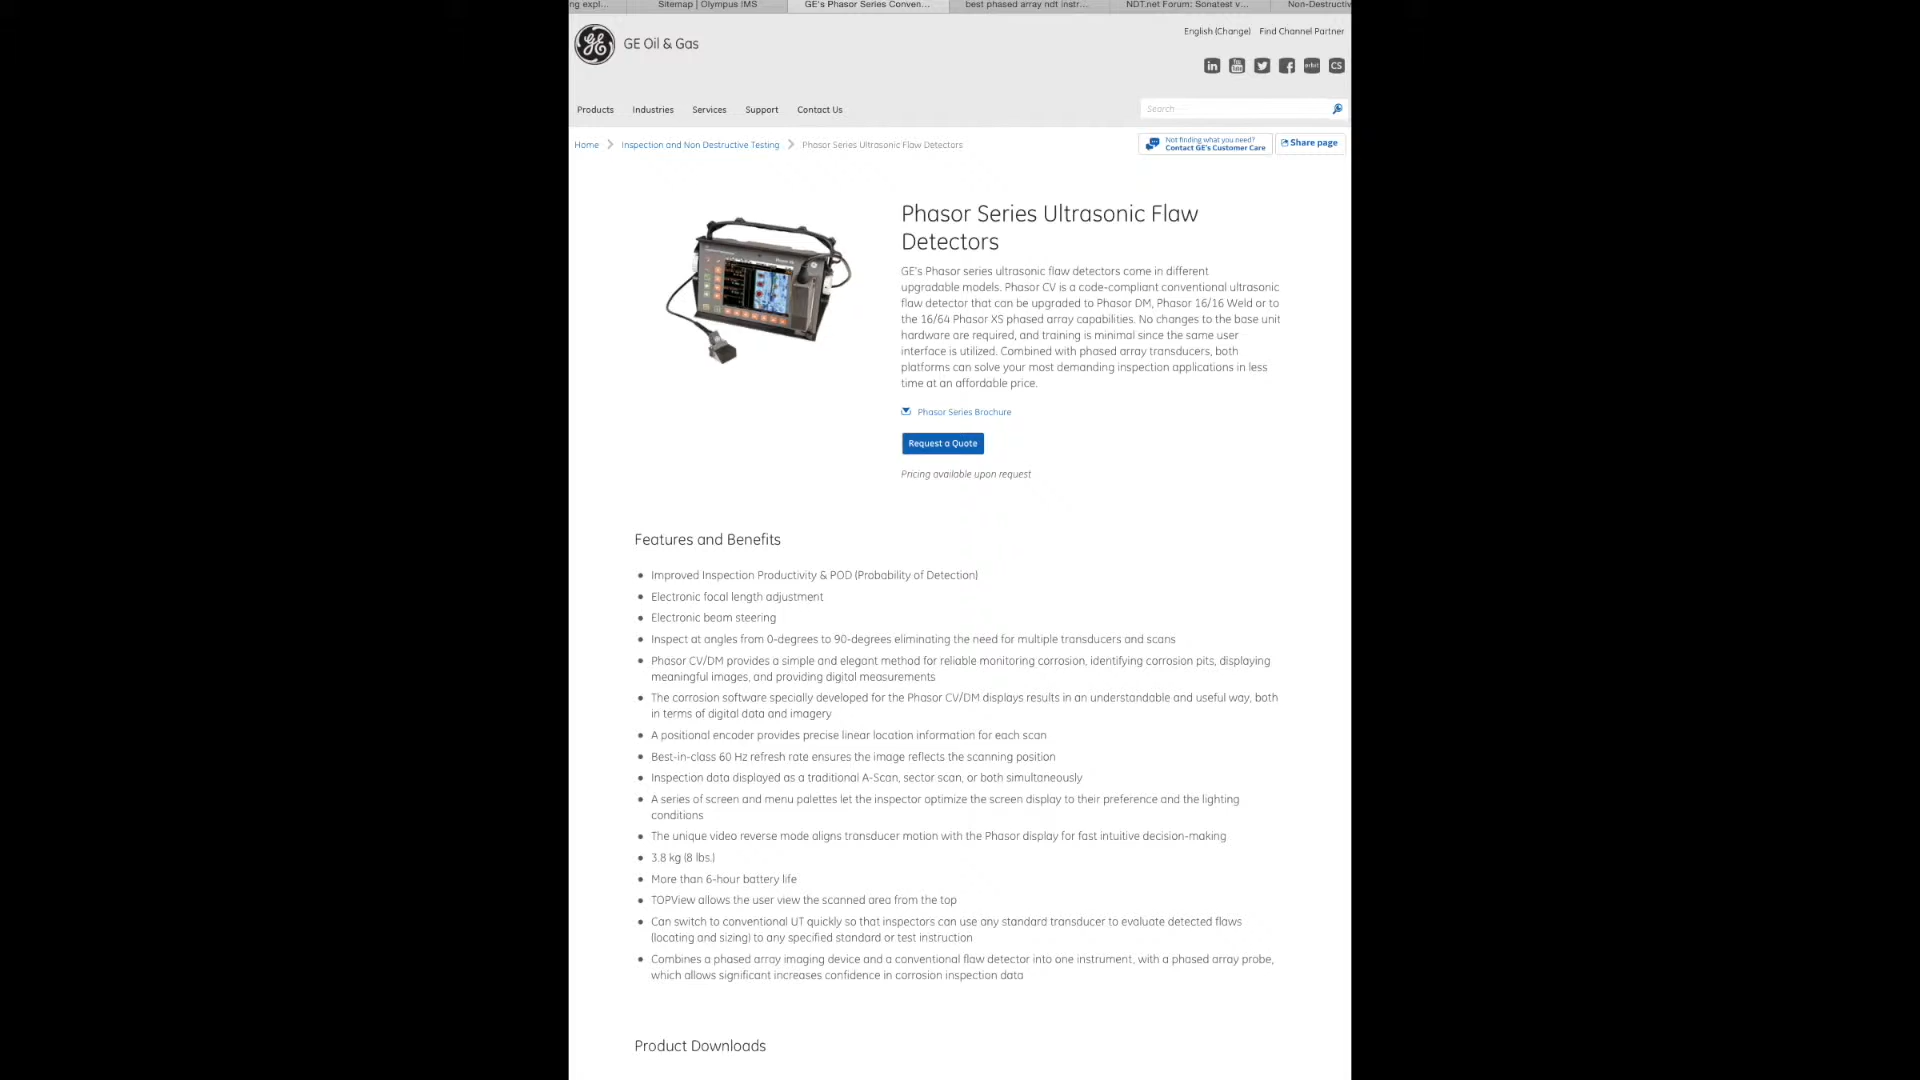 ng expl...
Sitemap | Olympus IMS
GE's Phasor Series Conven...
best phased array ndt instr...
NDT.net Forum: Sonatest v...
Non-Destructiv
GE Oil & Gas
English (Change) Find Channel Partner
Products Industries Services Support Contact Us
Search
Home Inspection and Non Destructive Testing Phasor Series Ultrasonic Flaw Detectors
Not finding what you need?
Contact GE's Customer Care
Share page
Phasor Series Ultrasonic Flaw
Detectors
GE's Phasor series ultrasonic flaw detectors come in different
upgradable models. Phasor CV is a code-compliant conventional ultrasonic
flaw detector that can be upgraded to Phasor DM, Phasor 16/16 Weld or to
the 16/64 Phasor XS phased array capabilities. No changes to the base unit
hardware are required, and training is minimal since the same user
interface is utilized. Combined with phased array transducers, both
platforms can solve your most demanding inspection applications in less
time at an affordable price.
Phasor Series Brochure
Request a Quote
Pricing available upon request
Features and Benefits
Improved Inspection Productivity & POD (Probability of Detection)
Electronic focal length adjustment
Electronic beam steering
Inspect at angles from 0-degrees to 90-degrees eliminating the need for multiple transducers and scans
Phasor CV/DM provides a simple and elegant method for reliable monitoring corrosion, identifying corrosion pits, displaying
meaningful images, and providing digital measurements
The corrosion software specially developed for the Phasor CV/DM displays results in an understandable and useful way, both
in terms of digital data and imagery
A positional encoder provides precise linear location information for each scan
Best-in-class 60 Hz refresh rate ensures the image reflects the scanning position
Inspection data displayed as a traditional A-Scan, sector scan, or both simultaneously
A series of screen and menu palettes let the inspector optimize the screen display to their preference and the lighting
conditions
The unique video reverse mode aligns transducer motion with the Phasor display for fast intuitive decision-making
3.8 kg (8 lbs.)
More than 6-hour battery life
TOPView allows the user view the scanned area from the top
Can switch to conventional UT quickly so that inspectors can use any standard transducer to evaluate detected flaws
(locating and sizing) to any specified standard or test instruction
Combines a phased array imaging device and a conventional flaw detector into one instrument, with a phased array probe,
which allows significant increases confidence in corrosion inspection data
Product Downloads